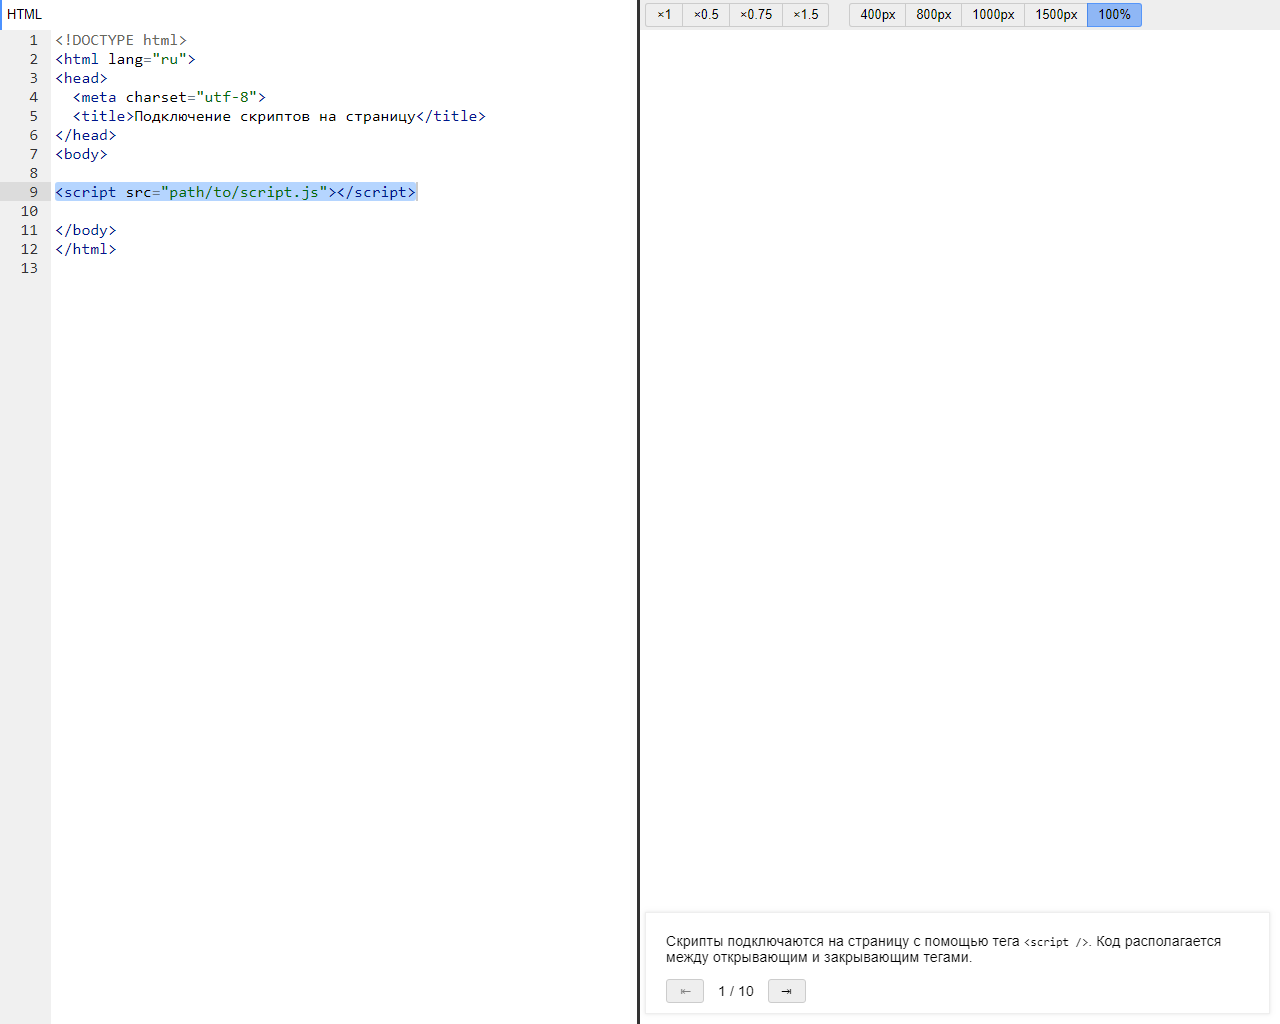 HTML
×1 ×0.5 ×0.75 ×1.5 400px 800px 1000px 1500px 100%
1 <!DOCTYPE html>
2 <html lang="ru">
3 <head>
4 <meta charset="utf-8">
5 <title>Подключение скриптов на страницу</title>
6 </head>
7 <body>
8
9 <script src="path/to/script.js"></script>
10
11 </body>
12 </html>
13
Скрипты подключаются на страницу с помощью тега <script />. Код располагается
между открывающим и закрывающим тегами.
⇤ 1 / 10 ⇥